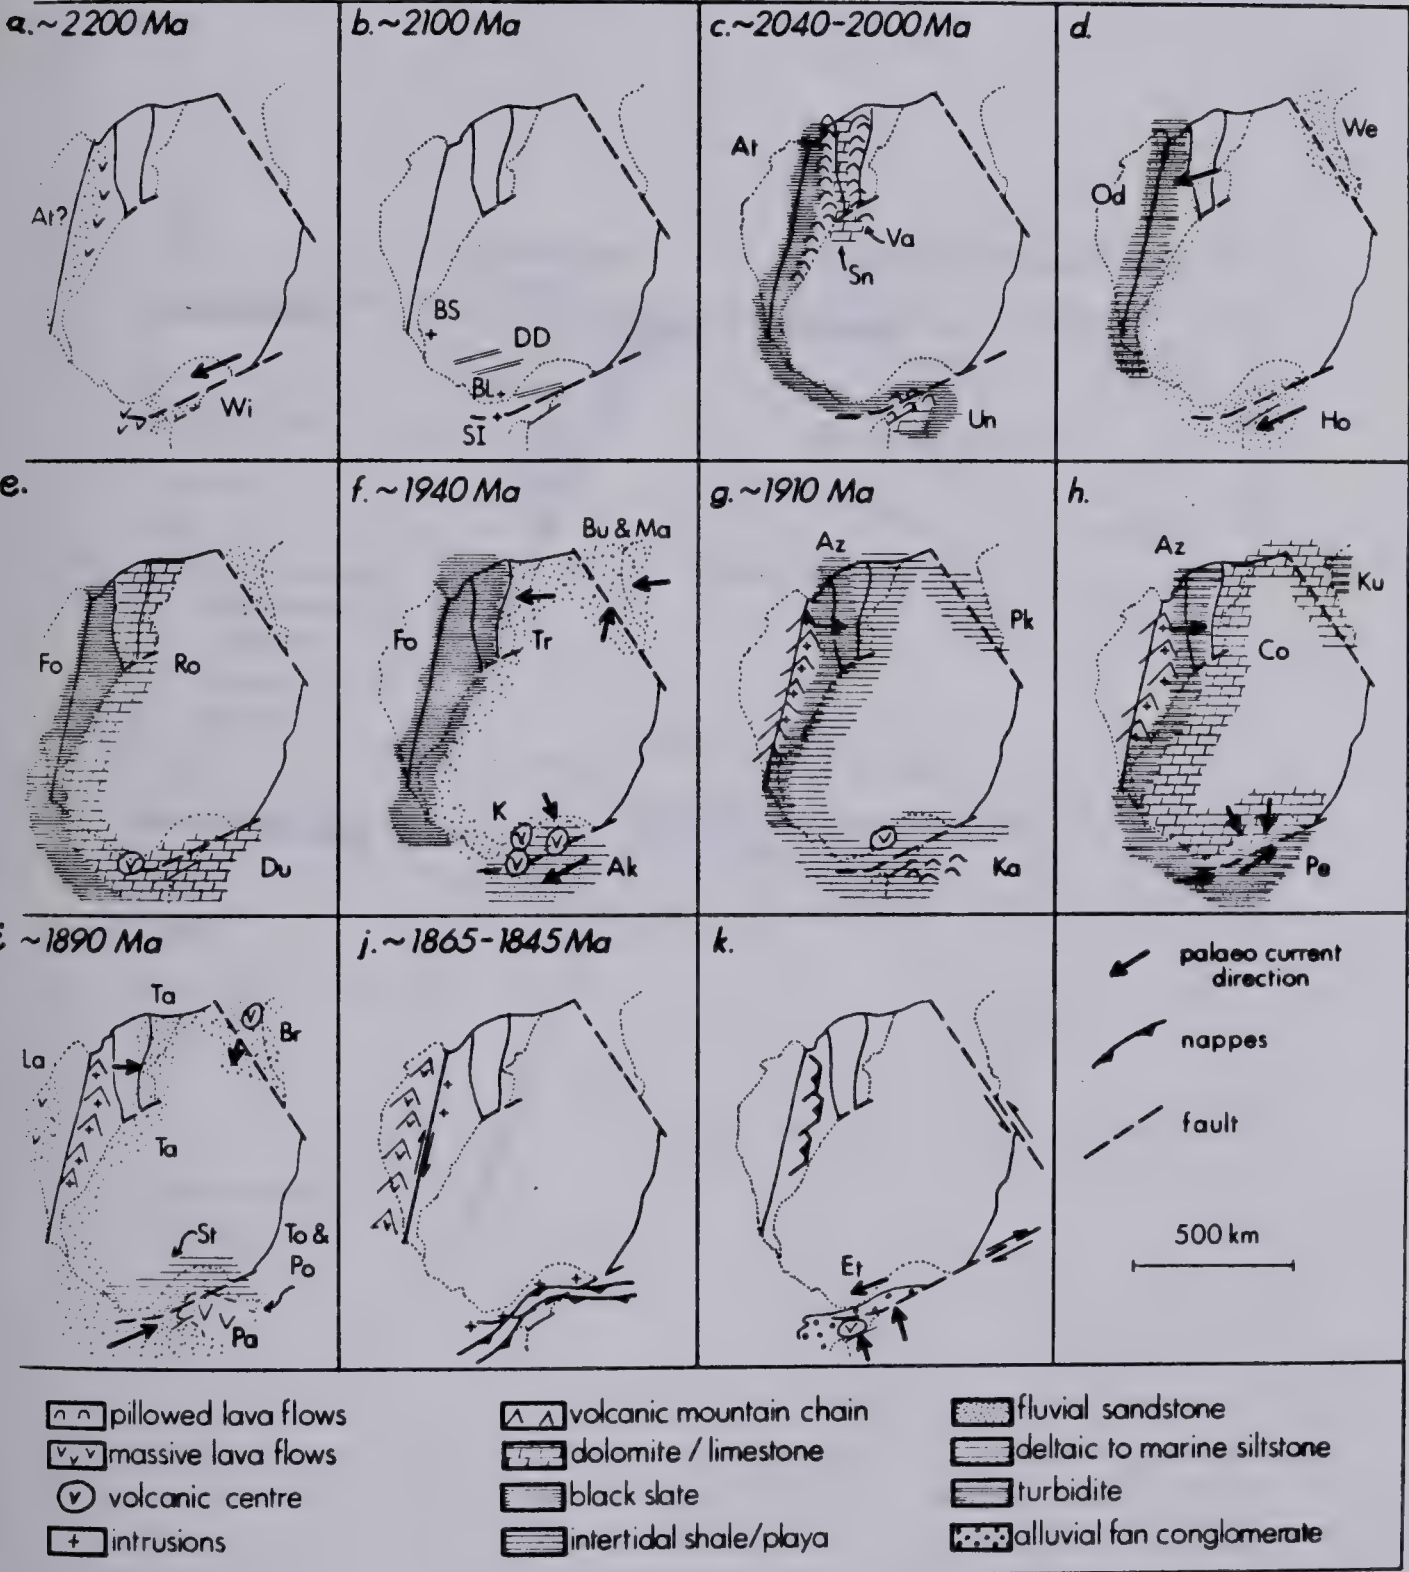 a. ~2200 Ma
At?
Wi
b. ~2100 Ma
BS
DD
BL
SI
c. ~2040-2000 Ma
At
Va
Sn
Un
d.
We
Od
Ho
e.
Fo
Ro
Du
f. ~1940 Ma
Bu & Ma
Fo
Tr
K
Ak
g. ~1910 Ma
Az
Pk
Ka
h.
Az
Ku
Co
Pe
~1890 Ma
Ta
La
Br
Ta
St
To &
Po
Pa
j. ~1865-1845 Ma
k.
Et
palaeo current
direction
nappes
fault
500 km
pillowed lava flows
massive lava flows
volcanic centre
intrusions
volcanic mountain chain
dolomite / limestone
black slate
intertidal shale/playa
fluvial sandstone
deltaic to marine siltstone
turbidite
alluvial fan conglomerate